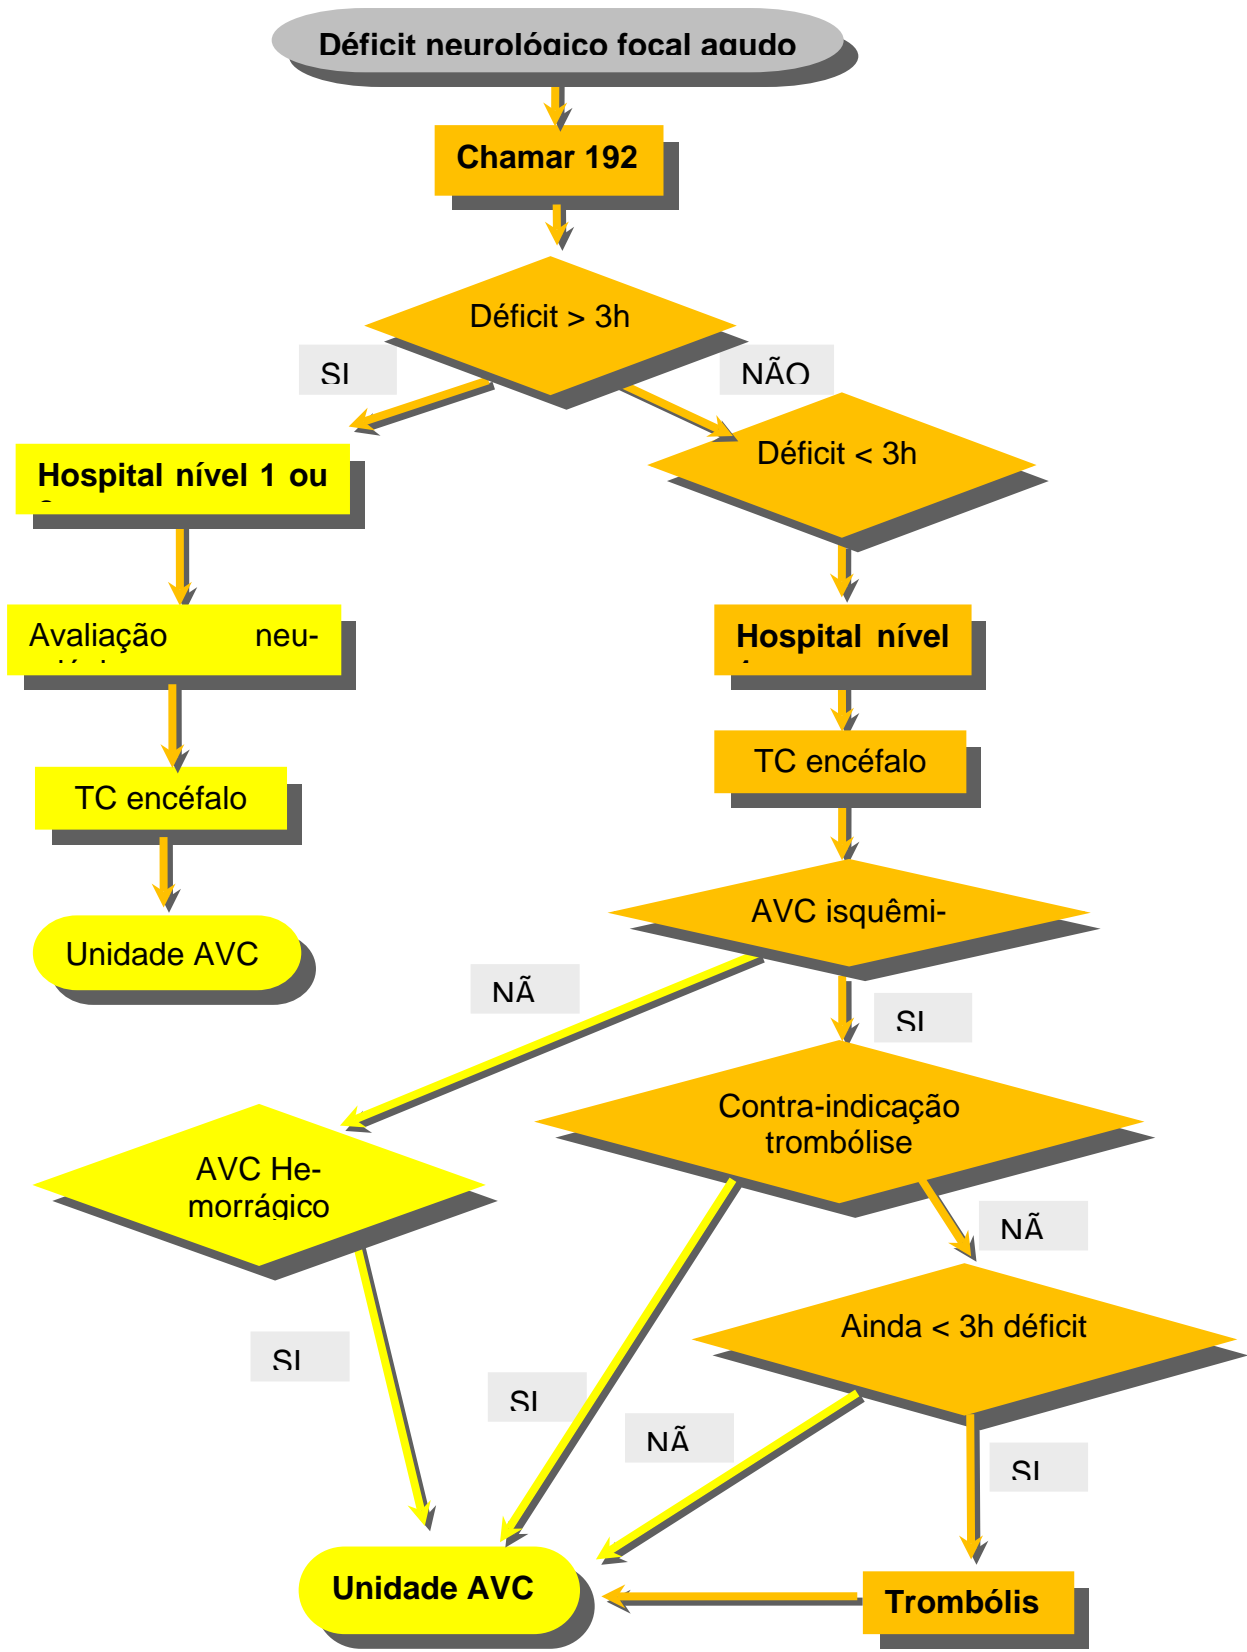 Déficit neurológico focal agudo
Chamar 192
Déficit > 3h
SI
NÃO
Déficit < 3h
Hospital nível 1 ou
Avaliação neu-
Hospital nível
TC encéfalo
TC encéfalo
AVC isquêmi-
Unidade AVC
NÃ
SI
Contra-indicação
trombólise
AVC He-
morrágico
NÃ
Ainda < 3h déficit
SI
SI
NÃ
SI
Unidade AVC
Trombólis